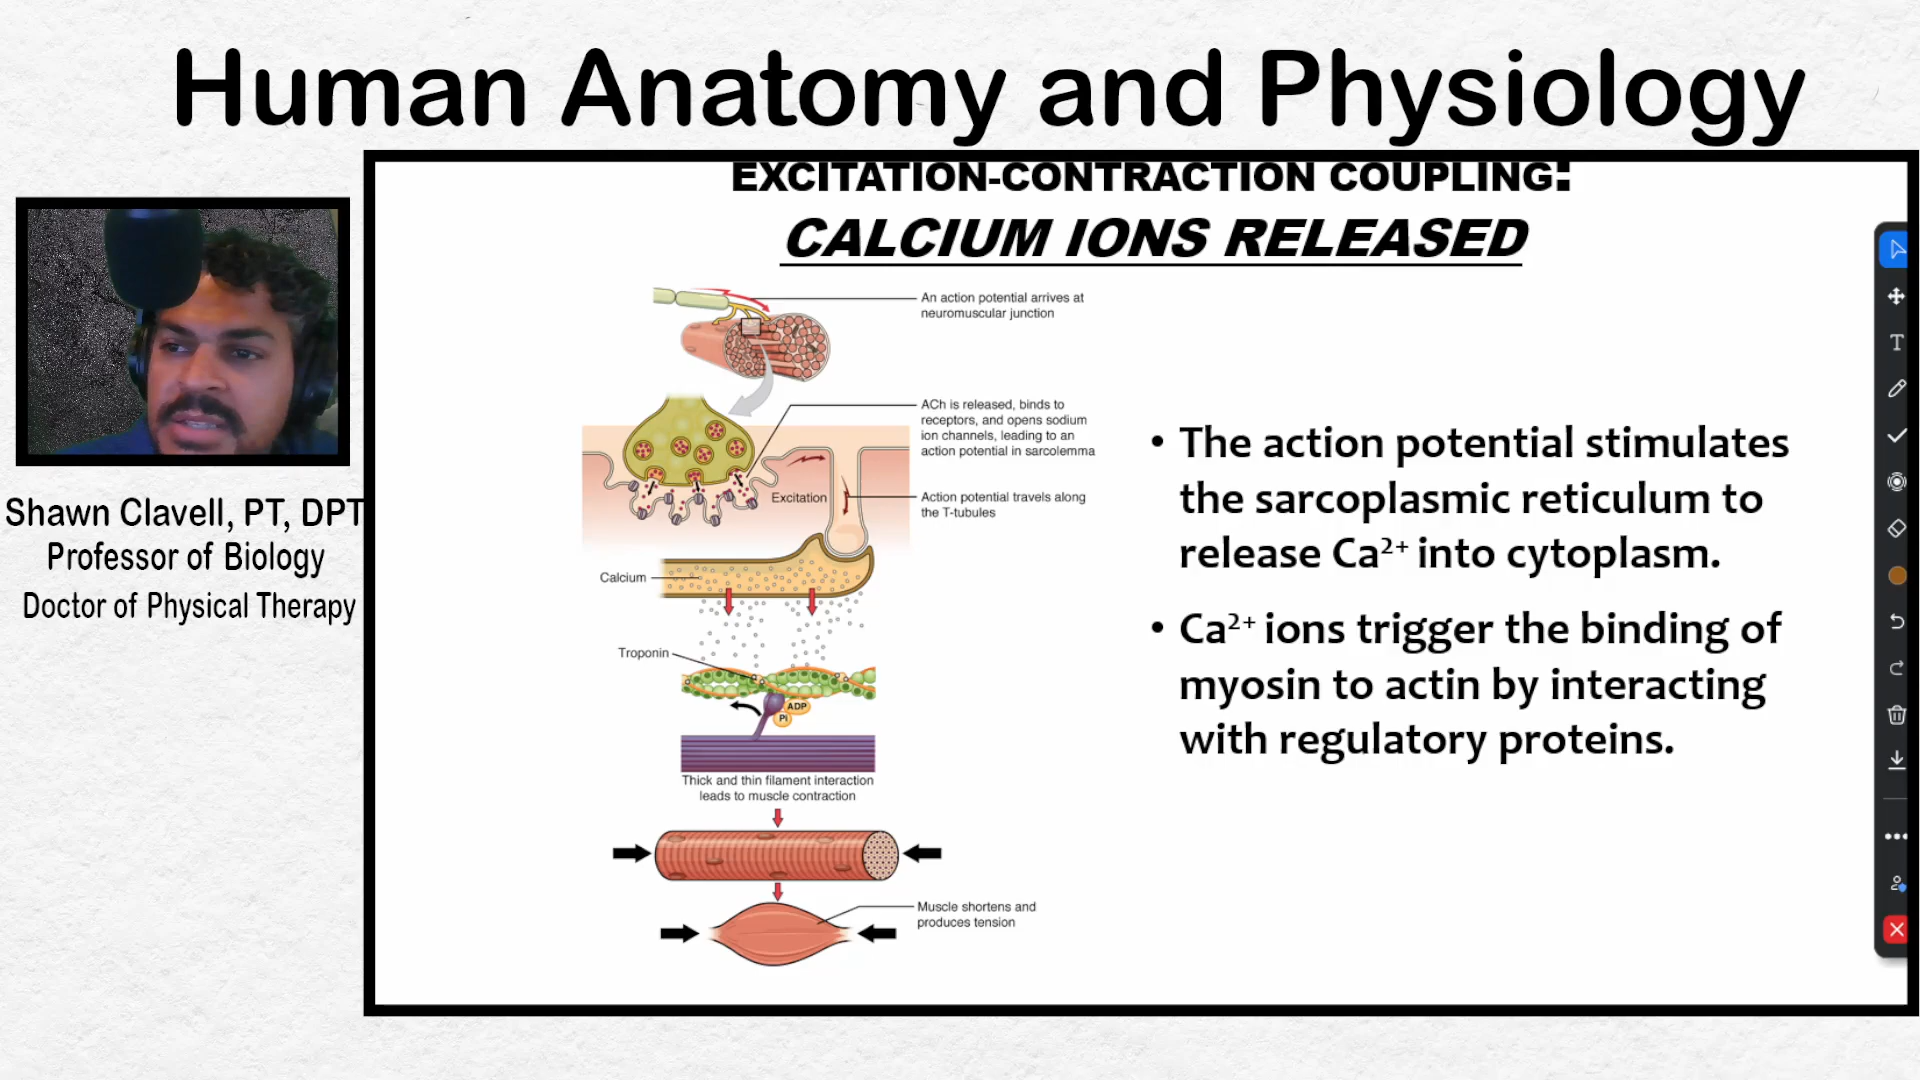 Human Anatomy and Physiology
EXCITATION-CONTRACTION COUPLING:
CALCIUM IONS RELEASED
Shawn Clavell, PT, DPT
Professor of Biology
Doctor of Physical Therapy
An action potential arrives at
neuromuscular junction
ACh is released, binds to
receptors, and opens sodium
ion channels, leading to an
action potential in sarcolemma
Excitation
Action potential travels along
the T-tubules
Calcium
Troponin
ADP
Pi
Thick and thin filament interaction
leads to muscle contraction
Muscle shortens and
produces tension
• The action potential stimulates
the sarcoplasmic reticulum to
release Ca²⁺ into cytoplasm.
• Ca²⁺ ions trigger the binding of
myosin to actin by interacting
with regulatory proteins.